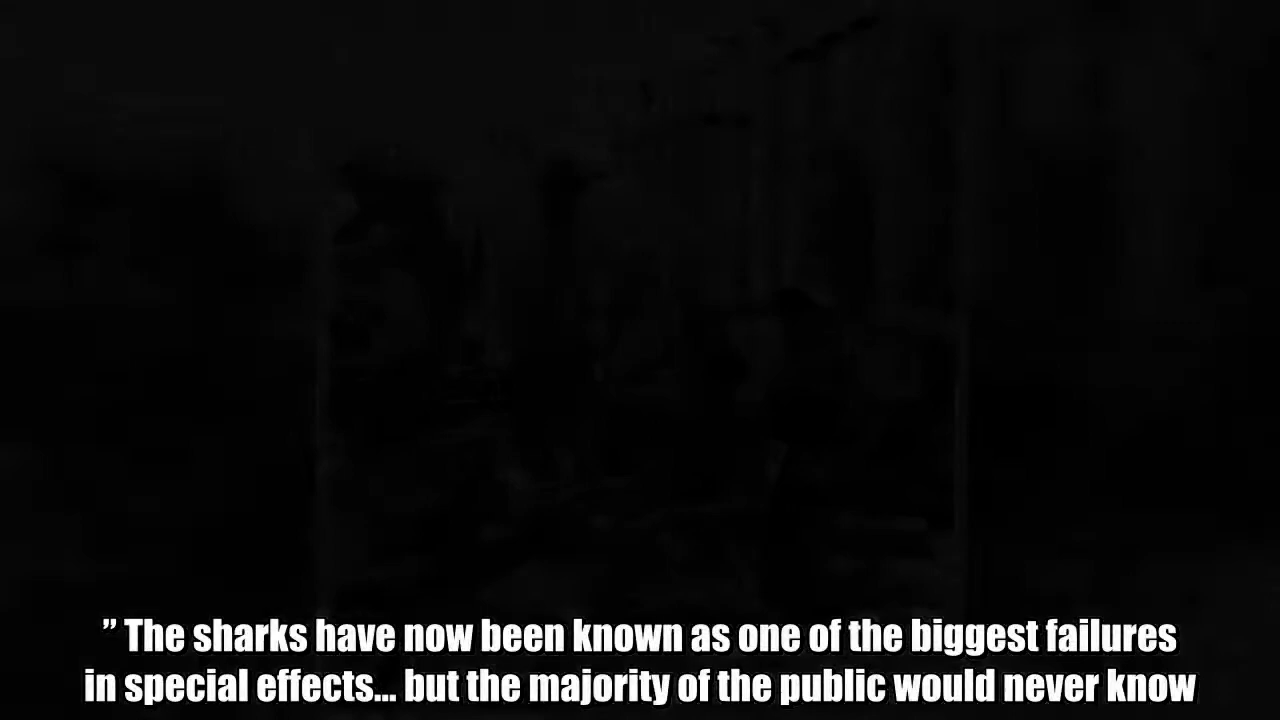 ” The sharks have now been known as one of the biggest failures
in special effects... but the majority of the public would never know